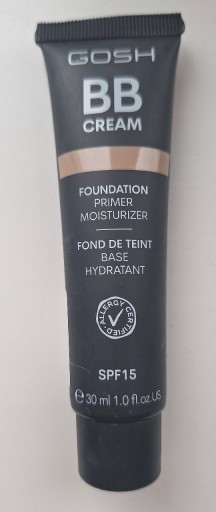 GOSH
BB
CREAM
FOUNDATION
PRIMER
MOISTURIZER
FOND DE TEINT
BASE
HYDRATANT
ALLERGY CERTIFIED
SPF15
℮ 30 ml 1.0 fl.oz.US